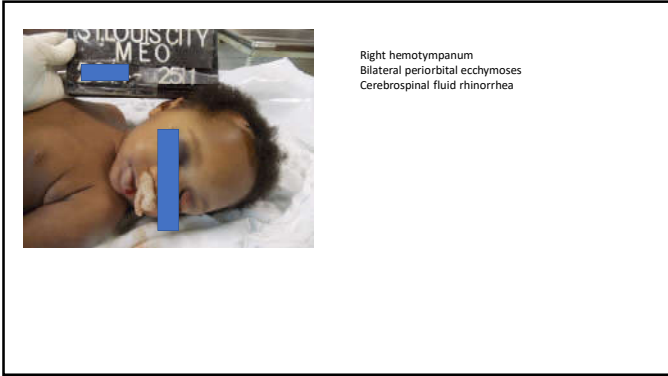 ST.LOUIS CITY
MEO
2511
Right hemotympanum
Bilateral periorbital ecchymoses
Cerebrospinal fluid rhinorrhea